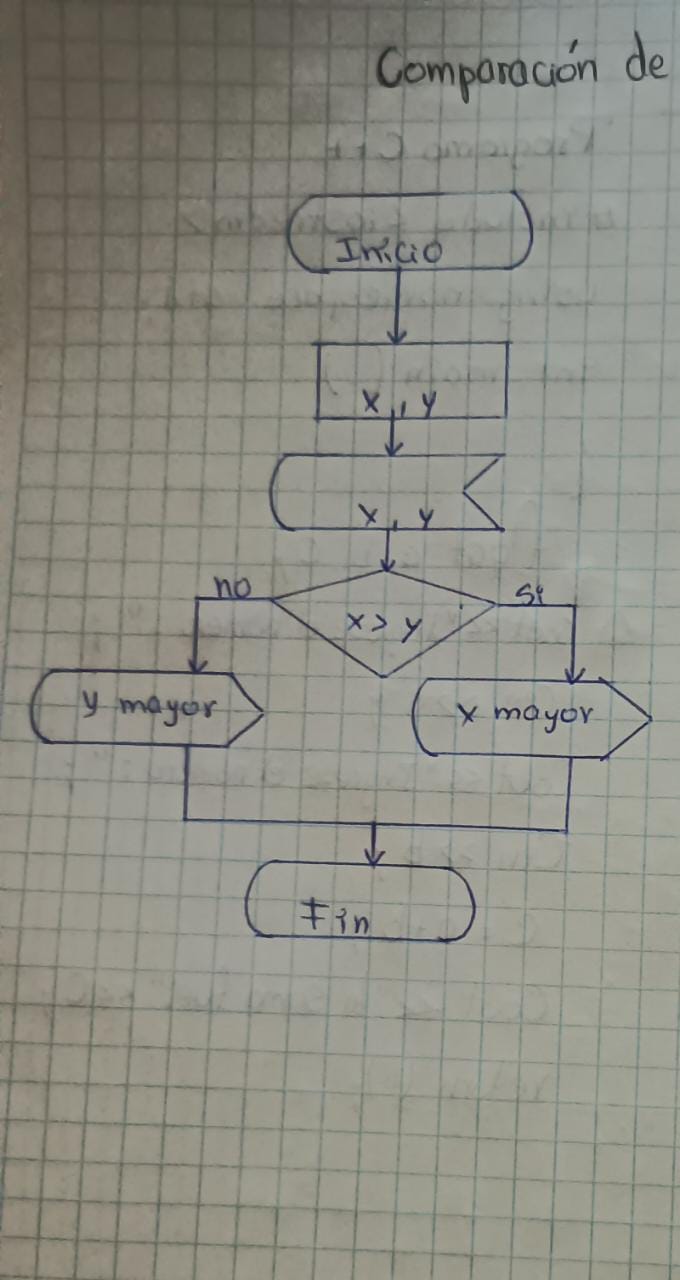 Comparación de
Inicio
x, y
x, y
no
Si
x > y
y mayor
x mayor
Fin